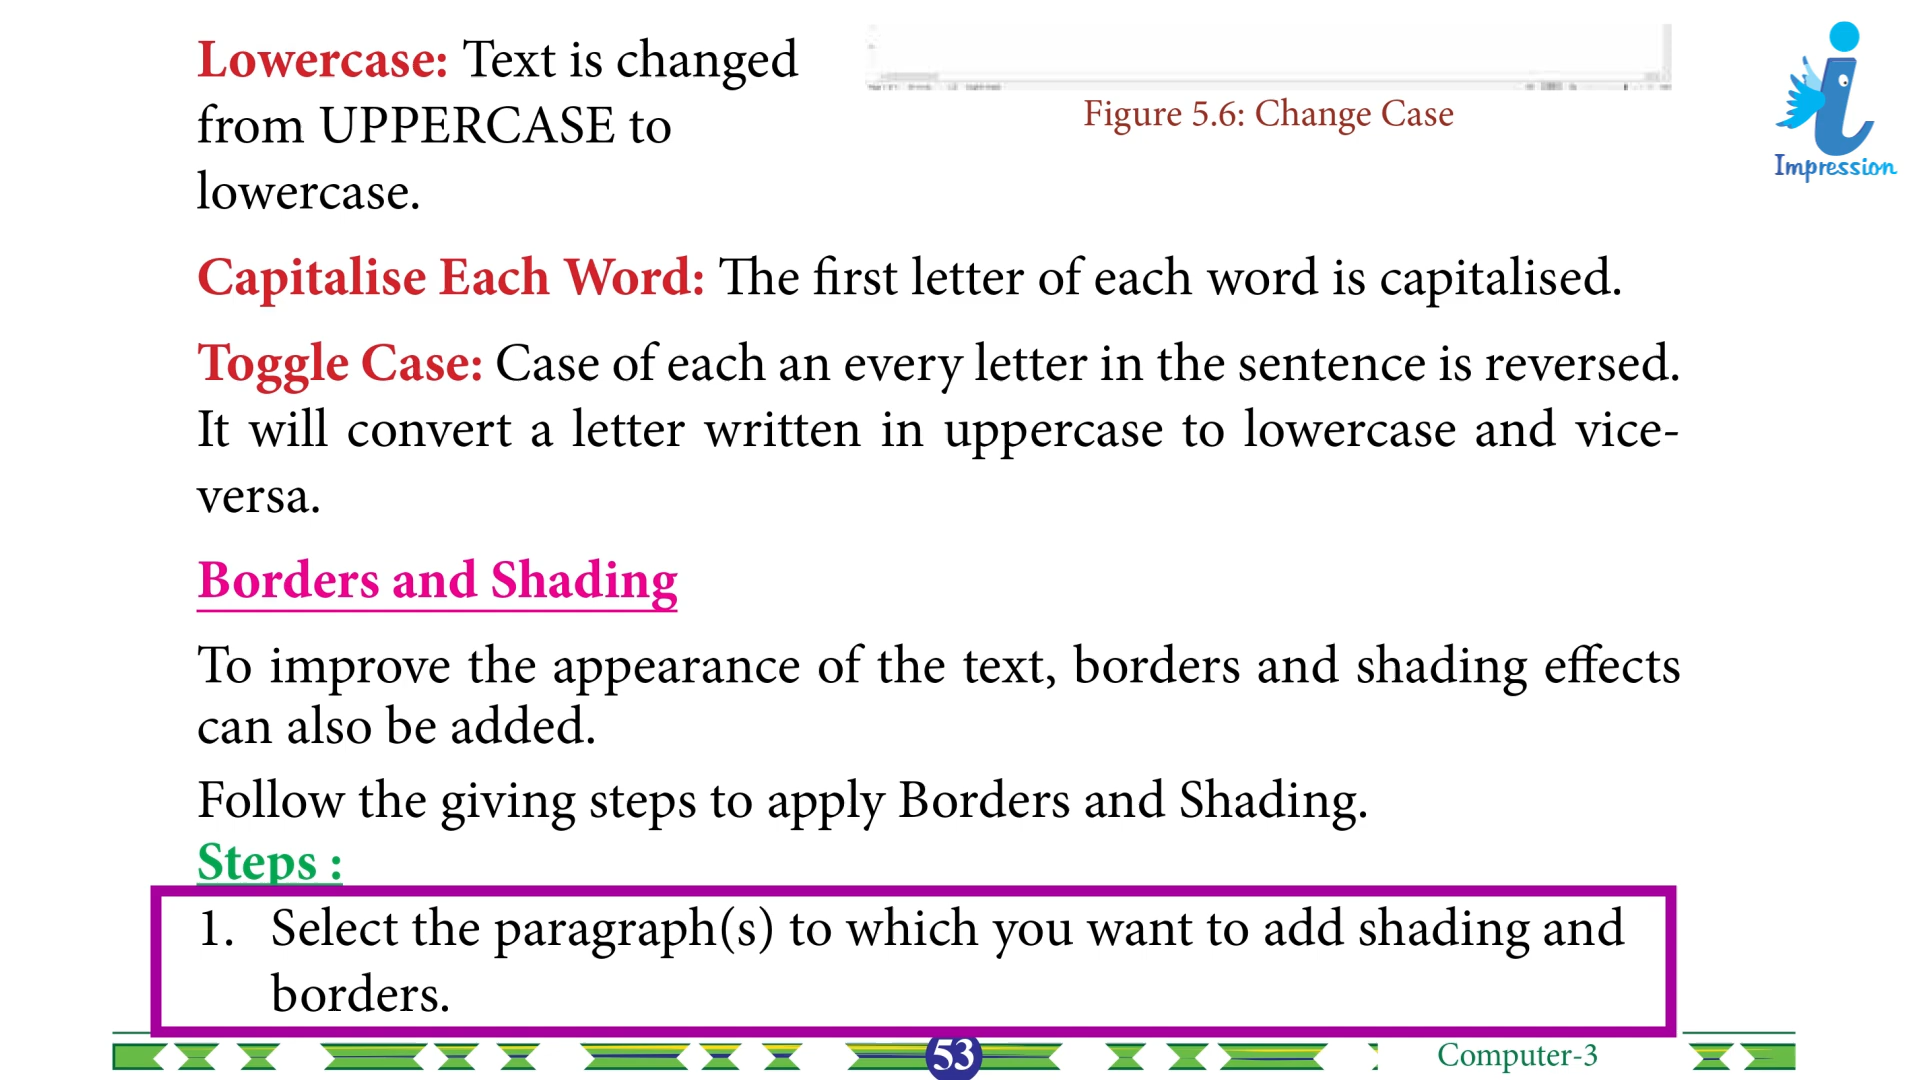 Lowercase: Text is changed
from UPPERCASE to
lowercase.
Figure 5.6: Change Case
Impression
Capitalise Each Word: The first letter of each word is capitalised.
Toggle Case: Case of each an every letter in the sentence is reversed.
It will convert a letter written in uppercase to lowercase and vice-
versa.
Borders and Shading
To improve the appearance of the text, borders and shading effects
can also be added.
Follow the giving steps to apply Borders and Shading.
Steps :
1. Select the paragraph(s) to which you want to add shading and
borders.
53
Computer-3